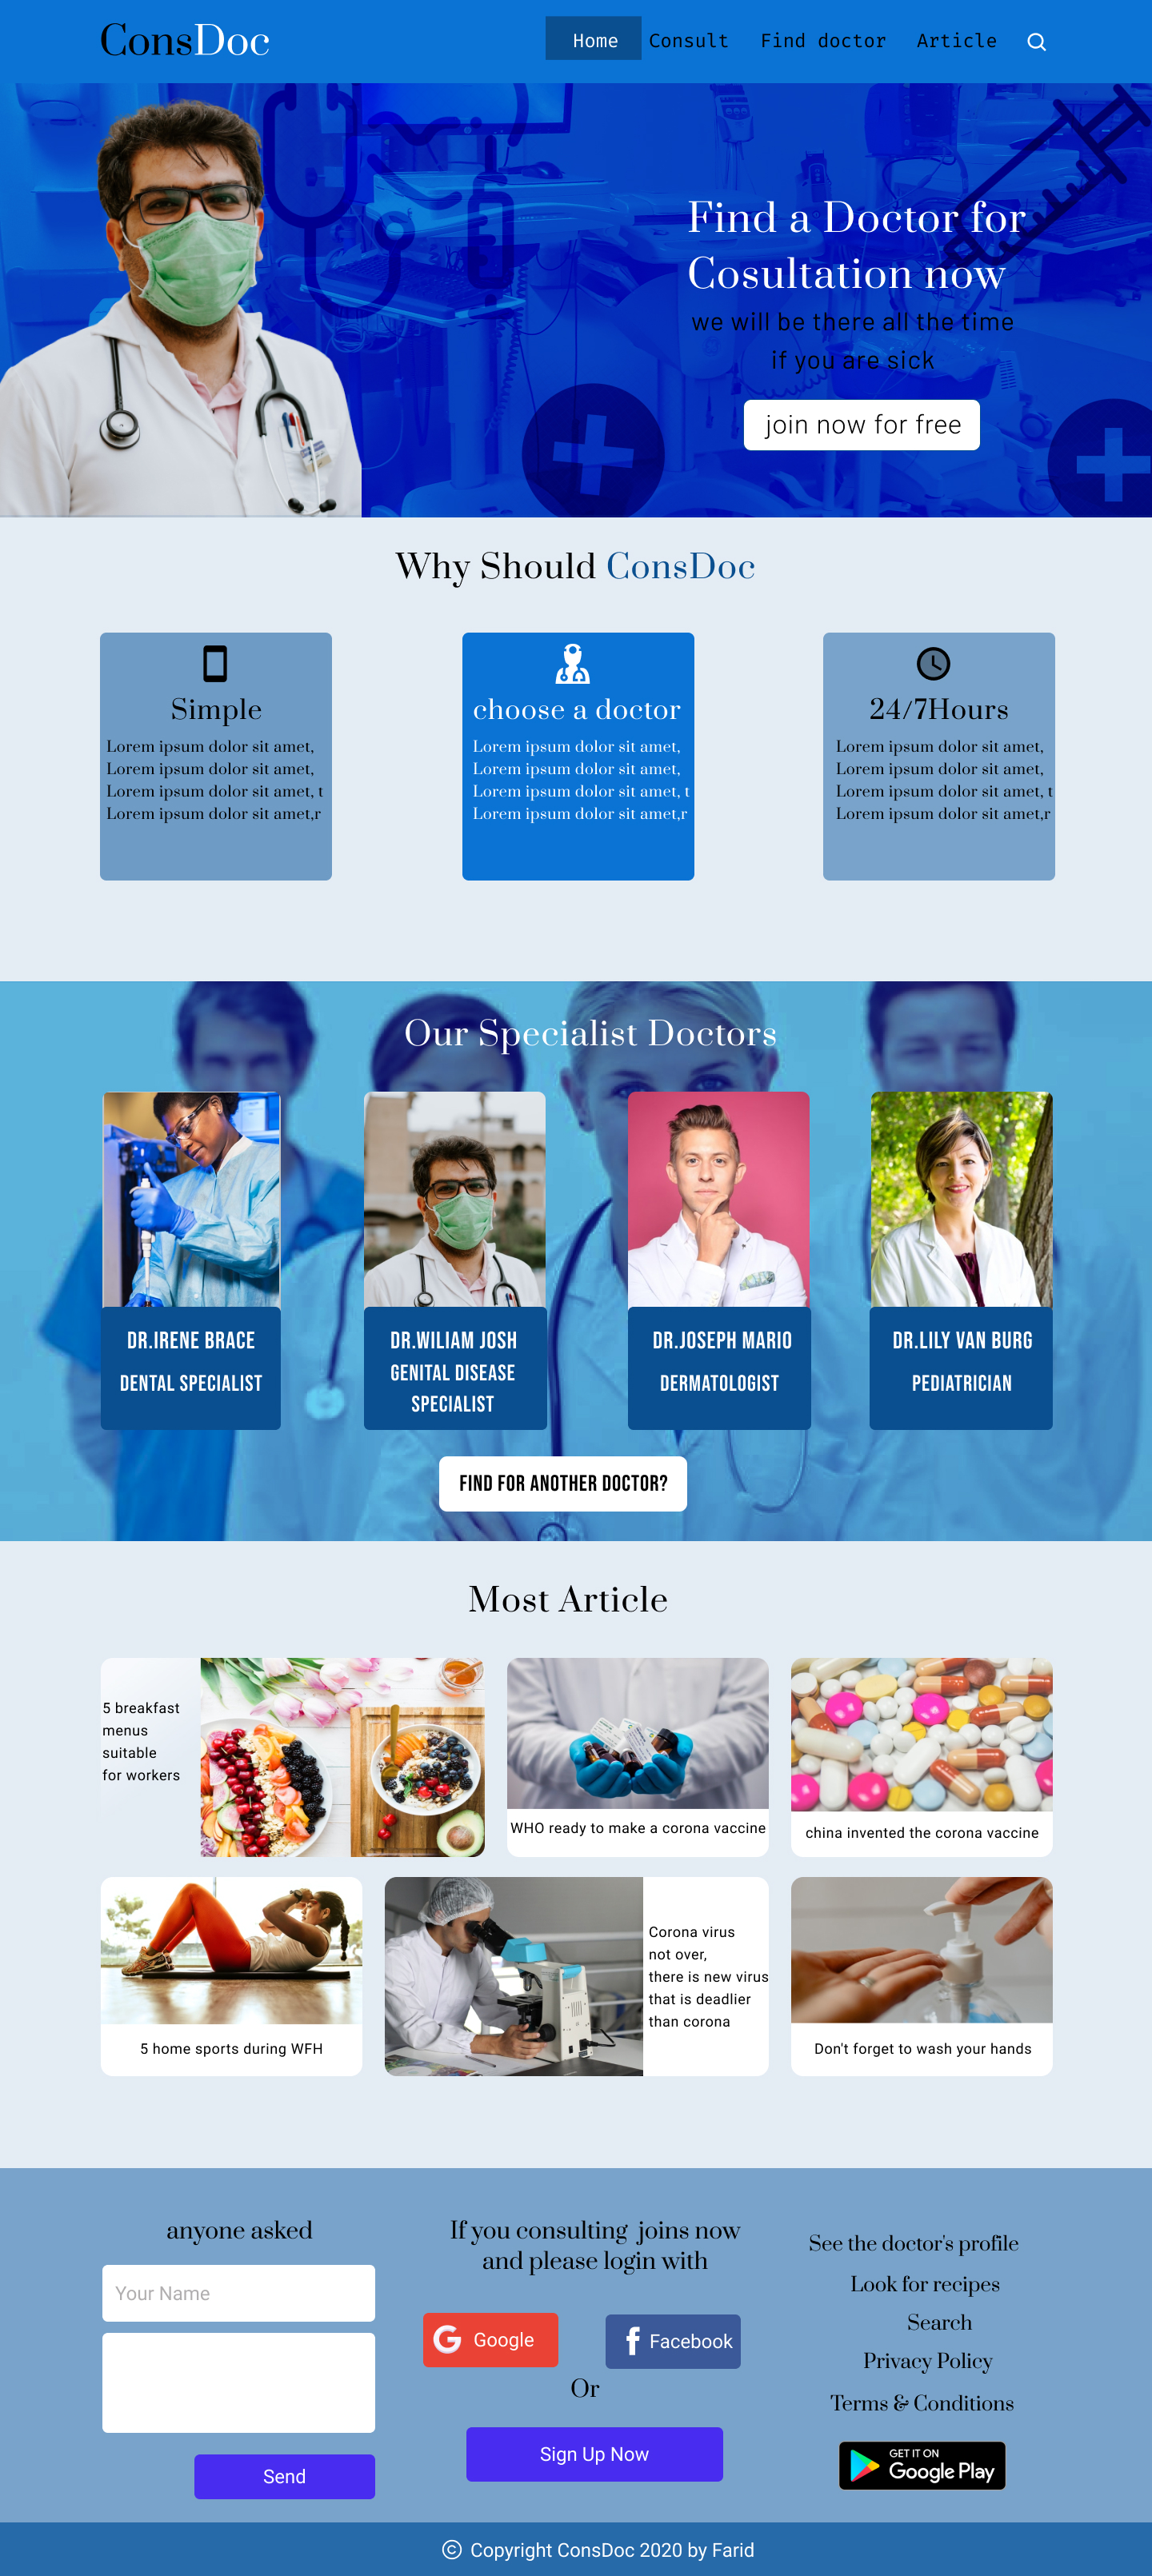 ConsDoc
Home
Consult
Find doctor
Article
Find a Doctor for
Cosultation now
we will be there all the time
if you are sick
join now for free
Why Should ConsDoc
Simple
Lorem ipsum dolor sit amet,
Lorem ipsum dolor sit amet,
Lorem ipsum dolor sit amet, t
Lorem ipsum dolor sit amet,r
choose a doctor
Lorem ipsum dolor sit amet,
Lorem ipsum dolor sit amet,
Lorem ipsum dolor sit amet, t
Lorem ipsum dolor sit amet,r
24/7Hours
Lorem ipsum dolor sit amet,
Lorem ipsum dolor sit amet,
Lorem ipsum dolor sit amet, t
Lorem ipsum dolor sit amet,r
Our Specialist Doctors
DR.IRENE BRACE
DENTAL SPECIALIST
DR.WILIAM JOSH
GENITAL DISEASE
SPECIALIST
DR.JOSEPH MARIO
DERMATOLOGIST
DR.LILY VAN BURG
PEDIATRICIAN
FIND FOR ANOTHER DOCTOR?
Most Article
5 breakfast
menus
suitable
for workers
WHO ready to make a corona vaccine
china invented the corona vaccine
5 home sports during WFH
Corona virus
not over,
there is new virus
that is deadlier
than corona
Don't forget to wash your hands
anyone asked
Your Name
Send
If you consulting joins now
and please login with
Google
Facebook
Or
Sign Up Now
See the doctor's profile
Look for recipes
Search
Privacy Policy
Terms & Conditions
GET IT ON
Google Play
© Copyright ConsDoc 2020 by Farid